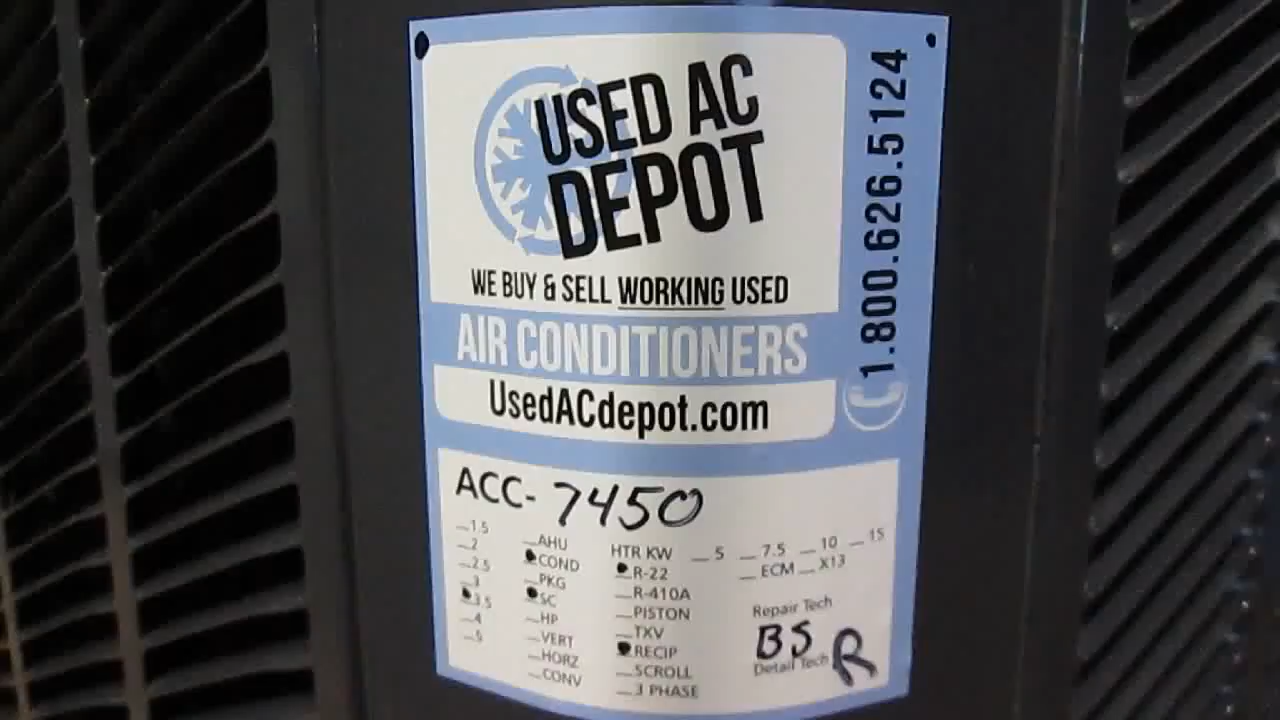 USED AC
DEPOT
WE BUY & SELL WORKING USED
AIR CONDITIONERS
UsedACdepot.com
1.800.626.5124
ACC- 7450
1.5
2
2.5
3
3.5
4
5
AHU
COND
PKG
SC
HP
VERT
HORZ
CONV
HTR KW 5 7.5 10 15
R-22 ECM X13
R-410A
PISTON
TXV
RECIP
SCROLL
3 PHASE
Repair Tech
BS
Detail Tech R